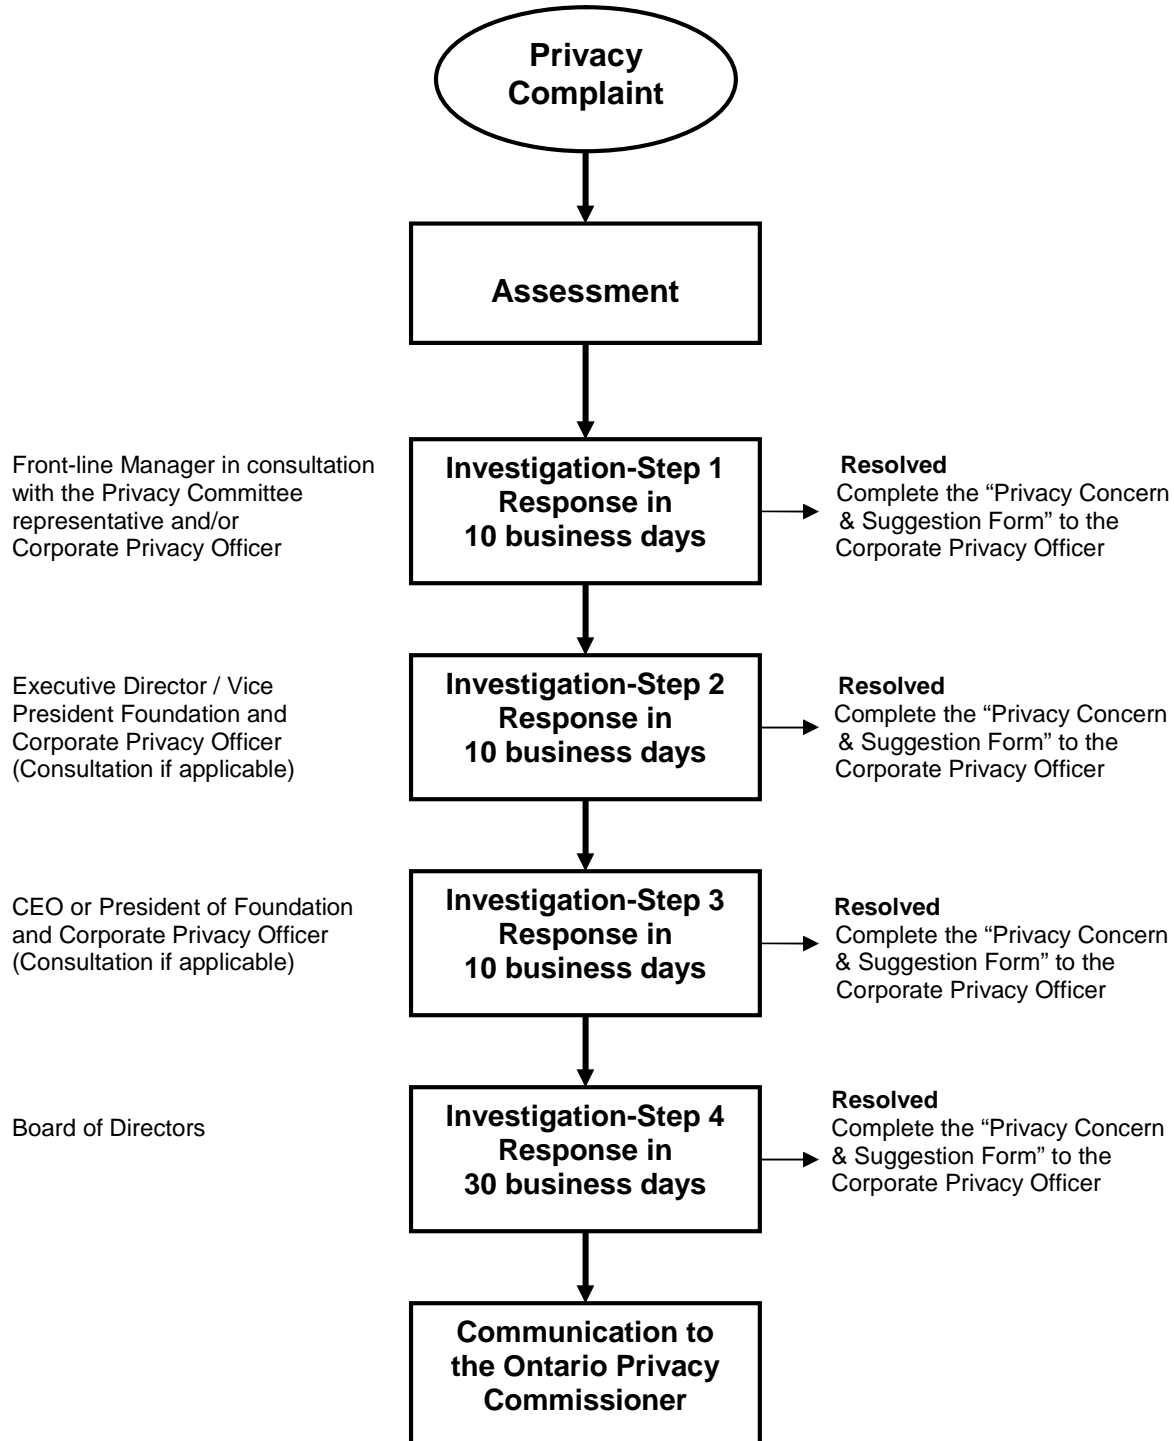 Privacy
Complaint
Assessment
Front-line Manager in consultation
with the Privacy Committee
representative and/or
Corporate Privacy Officer
Investigation-Step 1
Response in
10 business days
Resolved
Complete the “Privacy Concern
& Suggestion Form” to the
Corporate Privacy Officer
Executive Director / Vice
President Foundation and
Corporate Privacy Officer
(Consultation if applicable)
Investigation-Step 2
Response in
10 business days
Resolved
Complete the “Privacy Concern
& Suggestion Form” to the
Corporate Privacy Officer
CEO or President of Foundation
and Corporate Privacy Officer
(Consultation if applicable)
Investigation-Step 3
Response in
10 business days
Resolved
Complete the “Privacy Concern
& Suggestion Form” to the
Corporate Privacy Officer
Board of Directors
Investigation-Step 4
Response in
30 business days
Resolved
Complete the “Privacy Concern
& Suggestion Form” to the
Corporate Privacy Officer
Communication to
the Ontario Privacy
Commissioner